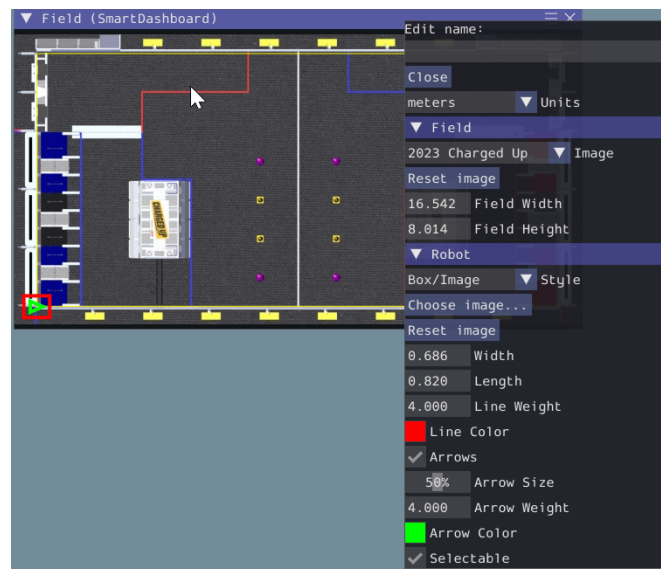 Field (SmartDashboard)
Edit name:
Close
meters Units
Field
2023 Charged Up Image
Reset image
16.542 Field Width
8.014 Field Height
Robot
Box/Image Style
Choose image...
Reset image
0.686 Width
0.820 Length
4.000 Line Weight
Line Color
Arrows
50% Arrow Size
4.000 Arrow Weight
Arrow Color
Selectable
CHARGED UP